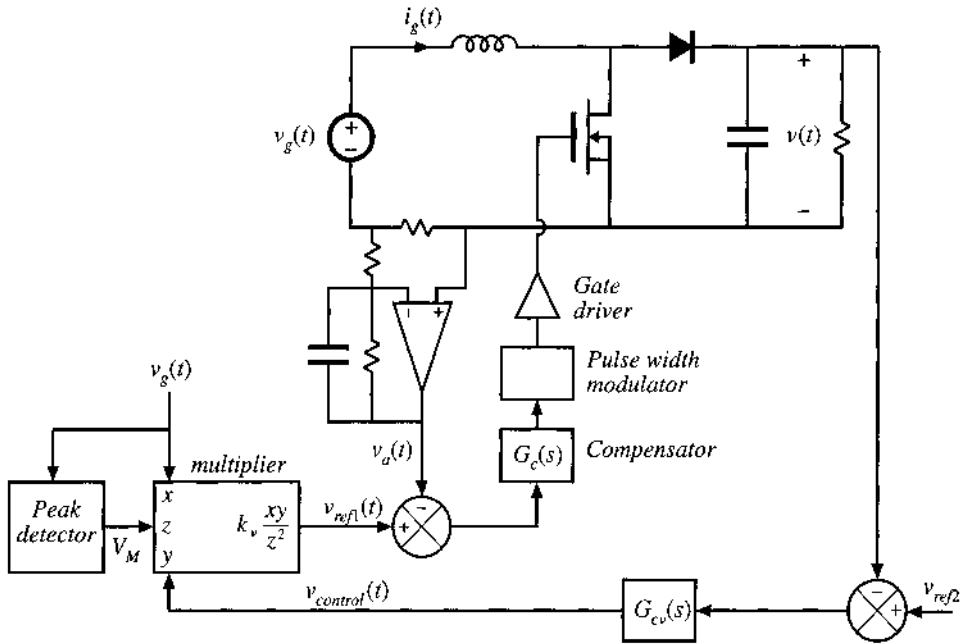 i_g(t)
v_g(t)
+
−
+
v(t)
−
Gate
driver
− +
Pulse width
modulator
v_g(t)
v_a(t)
G_c(s)
Compensator
multiplier
Peak
detector
V_M
x
z
y
k_v xy/z²
v_ref1(t)
+
−
v_control(t)
G_cv(s)
−
+
v_ref2